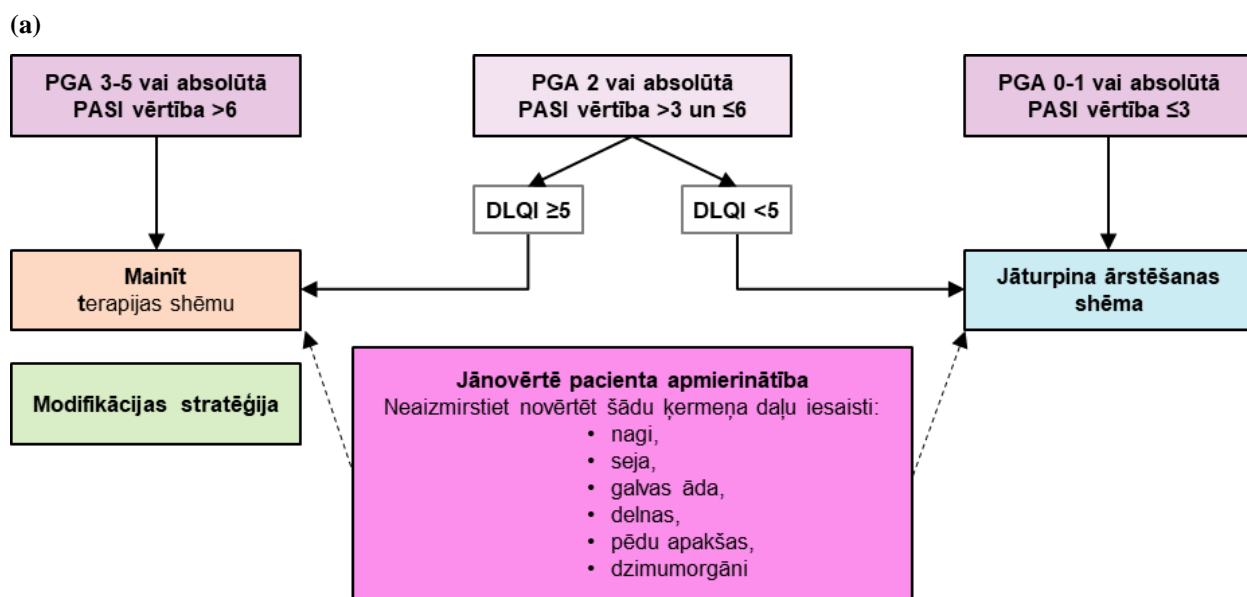 (a)
PGA 3-5 vai absolūtā
PASI vērtība >6
PGA 2 vai absolūtā
PASI vērtība >3 un ≤6
PGA 0-1 vai absolūtā
PASI vērtība ≤3
DLQI ≥5
DLQI <5
Mainīt
terapijas shēmu
Jāturpina ārstēšanas
shēma
Modifikācijas stratēģija
Jānovērtē pacienta apmierinātība
Neaizmirstiet novērtēt šādu ķermeņa daļu iesaisti:
• nagi,
• seja,
• galvas āda,
• delnas,
• pēdu apakšas,
• dzimumorgāni